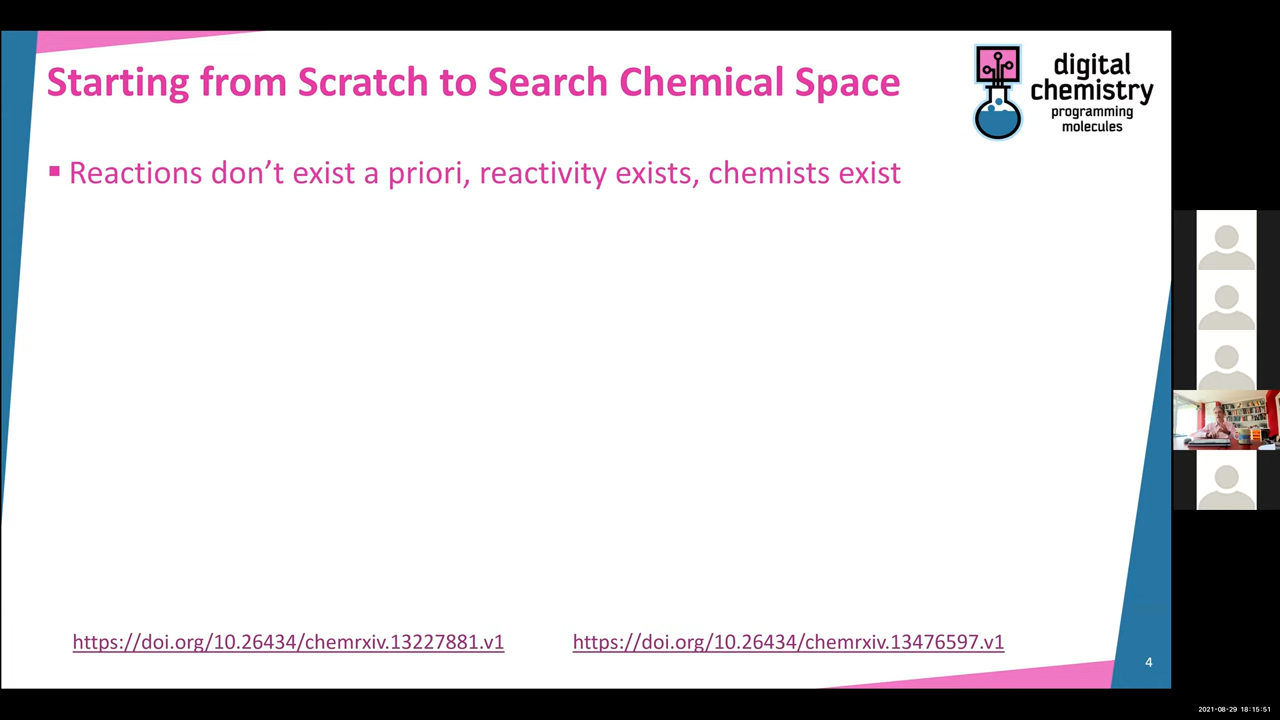 Starting from Scratch to Search Chemical Space
digital
chemistry
programming
molecules
▪ Reactions don’t exist a priori, reactivity exists, chemists exist
https://doi.org/10.26434/chemrxiv.13227881.v1
https://doi.org/10.26434/chemrxiv.13476597.v1
4
2021-08-29 18:15:51